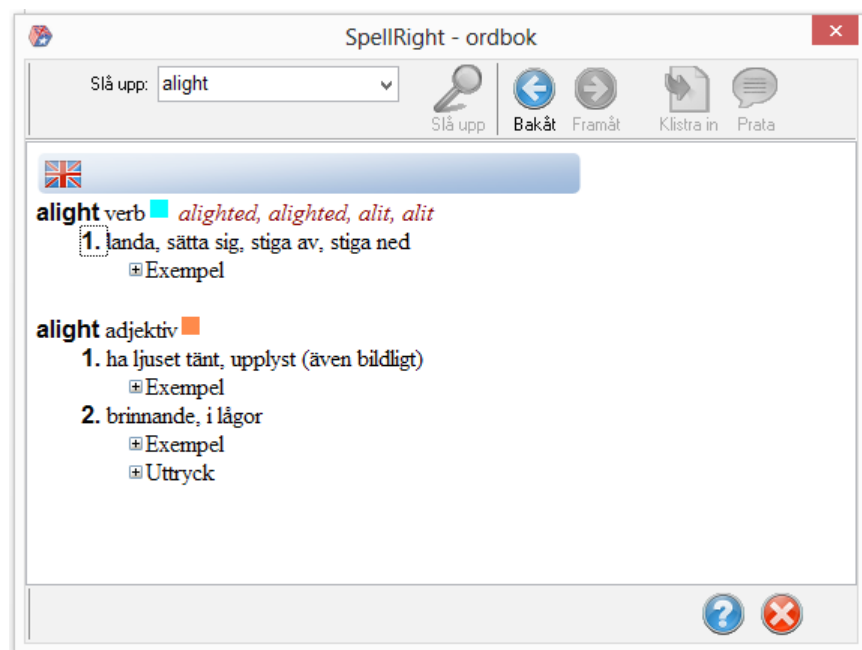 SpellRight - ordbok
Slå upp: alight
Slå upp Bakåt Framåt Klistra in Prata
alight verb alighted, alighted, alit, alit
1. landa, sätta sig, stiga av, stiga ned
Exempel
alight adjektiv
1. ha ljuset tänt, upplyst (även bildligt)
Exempel
2. brinnande, i lågor
Exempel
Uttryck